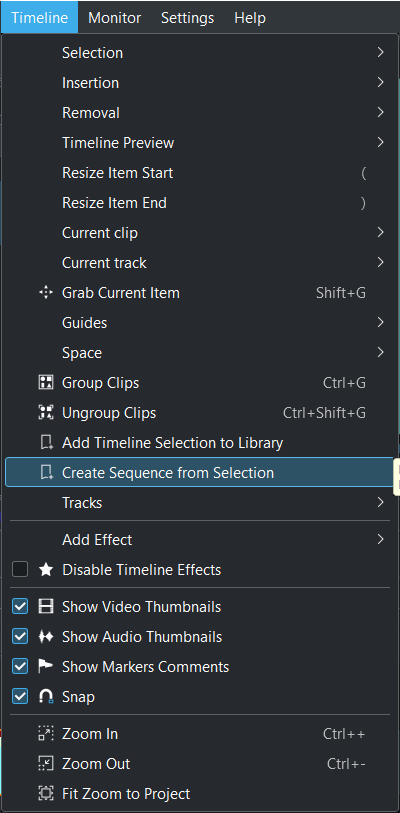 Timeline Monitor Settings Help
Selection
Insertion
Removal
Timeline Preview
Resize Item Start (
Resize Item End )
Current clip
Current track
Grab Current Item Shift+G
Guides
Space
Group Clips Ctrl+G
Ungroup Clips Ctrl+Shift+G
Add Timeline Selection to Library
Create Sequence from Selection
Tracks
Add Effect
Disable Timeline Effects
Show Video Thumbnails
Show Audio Thumbnails
Show Markers Comments
Snap
Zoom In Ctrl++
Zoom Out Ctrl+-
Fit Zoom to Project